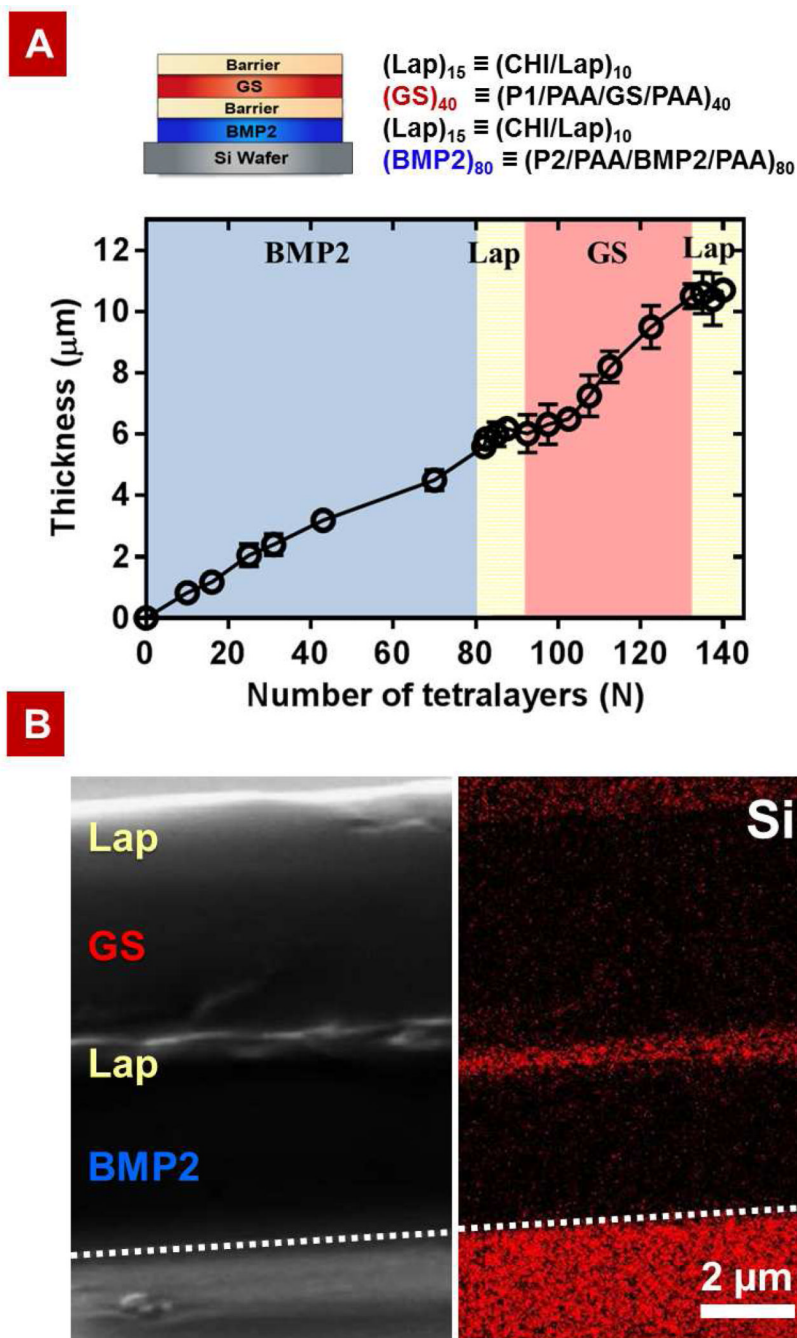 A
Barrier
GS
Barrier
BMP2
Si Wafer
(Lap)15 ≡ (CHI/Lap)10
(GS)40 ≡ (P1/PAA/GS/PAA)40
(Lap)15 ≡ (CHI/Lap)10
(BMP2)80 ≡ (P2/PAA/BMP2/PAA)80
BMP2 Lap GS Lap
12
10
8
6
4
2
0
Thickness (μm)
0 20 40 60 80 100 120 140
Number of tetralayers (N)
B
Lap
GS
Lap
BMP2
Si
2 μm